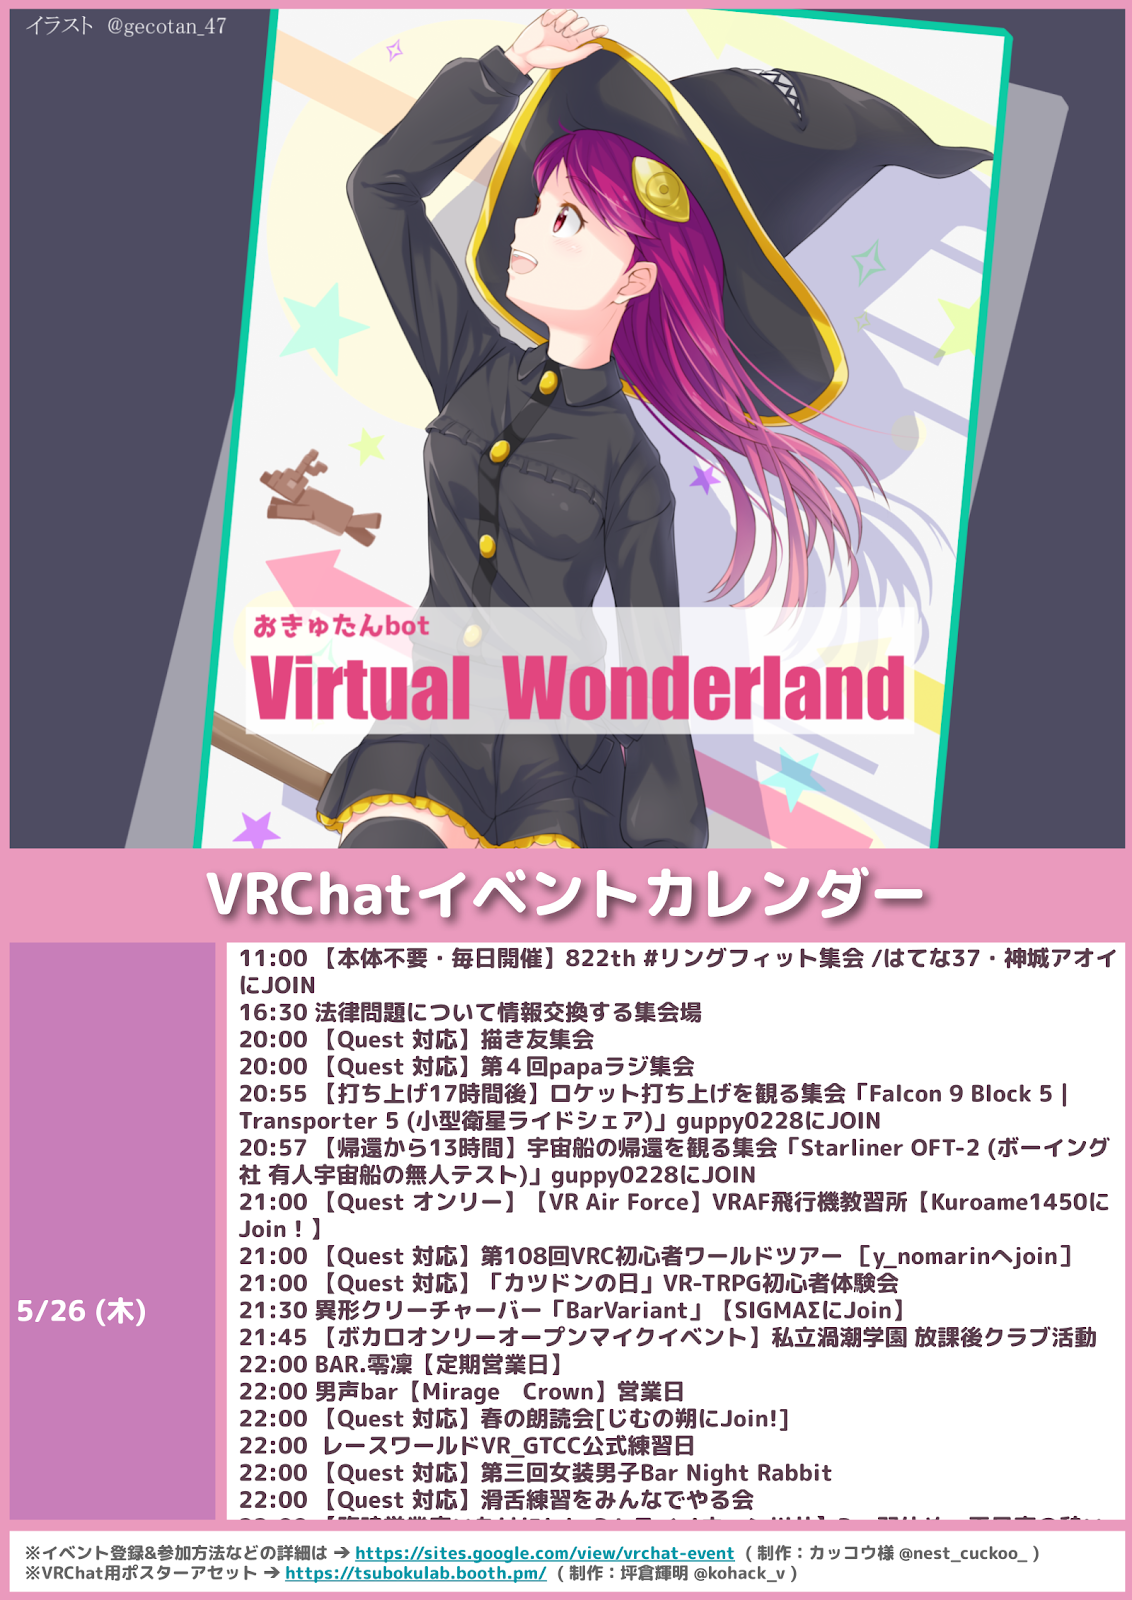 イラスト @gecotan_47
おきゅたんbot
Virtual Wonderland
VRChatイベントカレンダー
5/26 (木)
11:00 【本体不要・毎日開催】822th #リングフィット集会 /はてな37・神城アオイ
にJOIN
16:30 法律問題について情報交換する集会場
20:00 【Quest 対応】描き友集会
20:00 【Quest 対応】第４回papaラジ集会
20:55 【打ち上げ17時間後】ロケット打ち上げを観る集会「Falcon 9 Block 5 |
Transporter 5 (小型衛星ライドシェア)」guppy0228にJOIN
20:57 【帰還から13時間】宇宙船の帰還を観る集会「Starliner OFT-2 (ボーイング
社 有人宇宙船の無人テスト)」guppy0228にJOIN
21:00 【Quest オンリー】【VR Air Force】VRAF飛行機教習所【Kuroame1450に
Join！】
21:00 【Quest 対応】第108回VRC初心者ワールドツアー ［y_nomarinへjoin］
21:00 【Quest 対応】「カツドンの日」VR-TRPG初心者体験会
21:30 異形クリーチャーバー「BarVariant」【SIGMAΣにJoin】
21:45 【ボカロオンリーオープンマイクイベント】私立渦潮学園 放課後クラブ活動
22:00 BAR.零凜【定期営業日】
22:00 男声bar【Mirage　Crown】営業日
22:00 【Quest 対応】春の朗読会[じむの朔にJoin!]
22:00 レースワールドVR_GTCC公式練習日
22:00 【Quest 対応】第三回女装男子Bar Night Rabbit
22:00 【Quest 対応】滑舌練習をみんなでやる会
※イベント登録&参加方法などの詳細は ➔ https://sites.google.com/view/vrchat-event （ 制作：カッコウ様 @nest_cuckoo_ ）
※VRChat用ポスターアセット ➔ https://tsubokulab.booth.pm/ （ 制作：坪倉輝明 @kohack_v ）